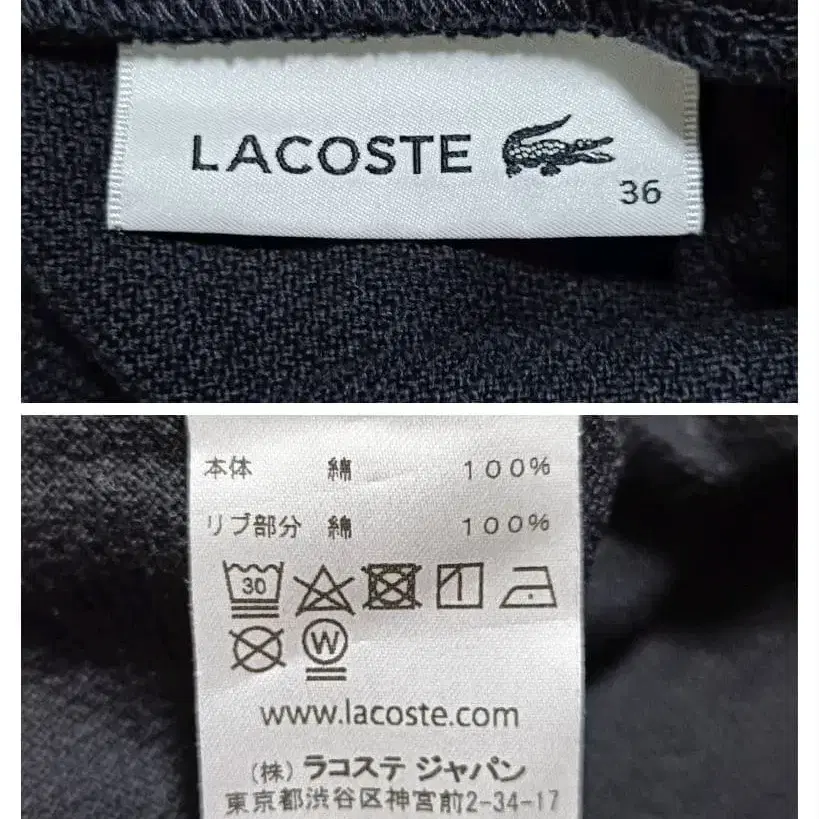 LACOSTE
36
本体 綿 100%
リブ部分 綿 100%
30
W
www.lacoste.com
(株) ラコステ ジャパン
東京都渋谷区神宮前2-34-17